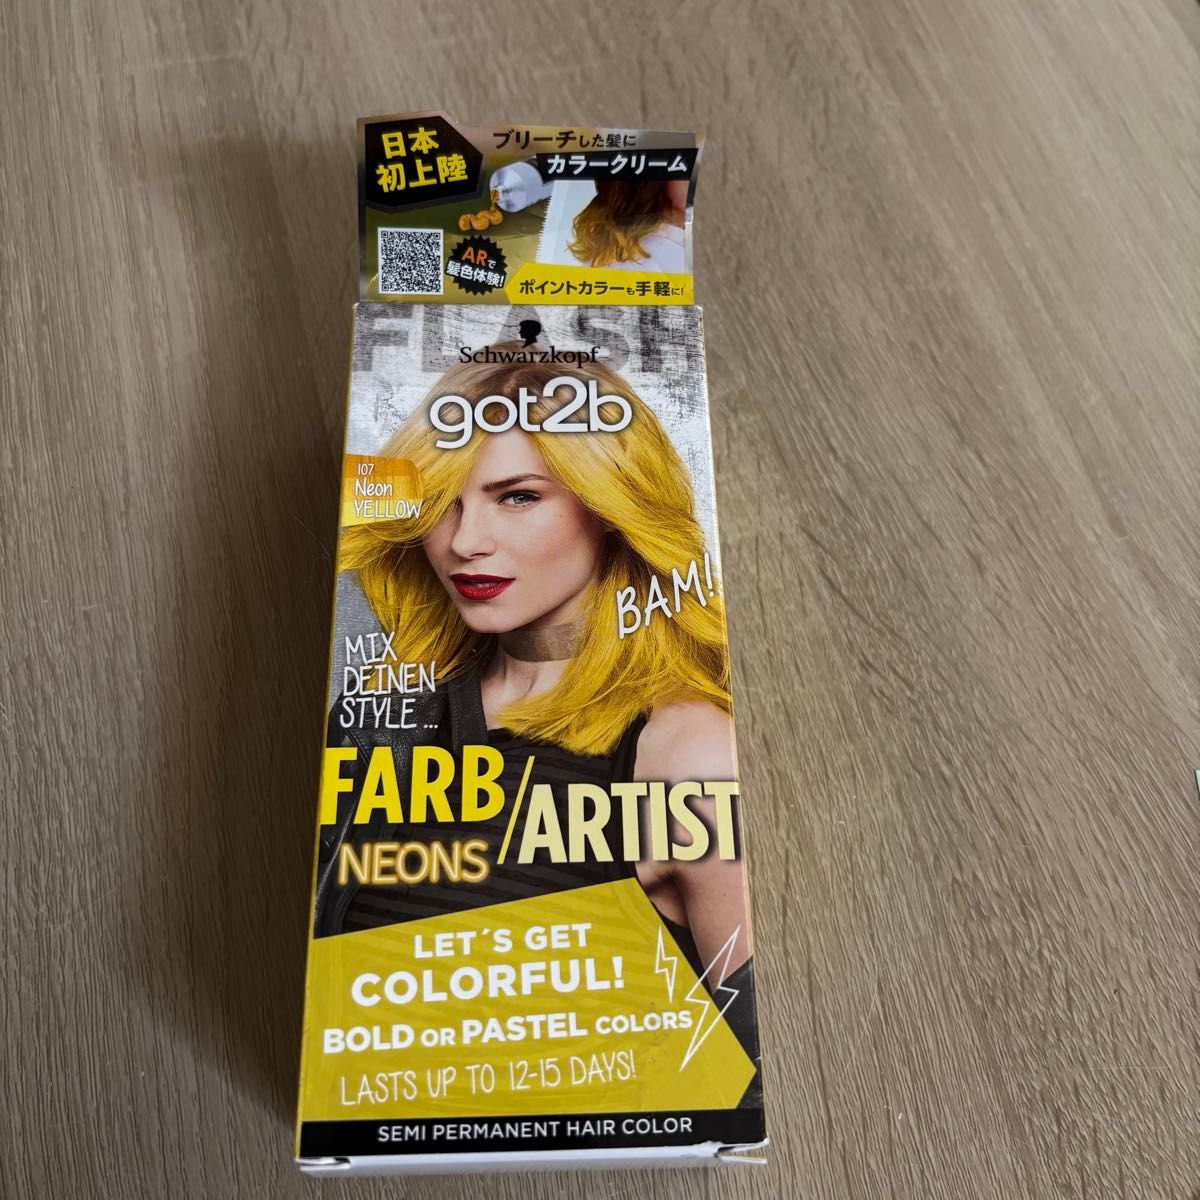 日本
初上陸
ブリーチした髪に
カラークリーム
ARで
髪色体験!
ポイントカラーも手軽に!
FLASH
Schwarzkopf
got2b
107
Neon
YELLOW
BAM!
MIX
DEINEN
STYLE...
FARB/ARTIST
NEONS
LET´S GET
COLORFUL!
BOLD OR PASTEL COLORS
LASTS UP TO 12-15 DAYS!
SEMI PERMANENT HAIR COLOR